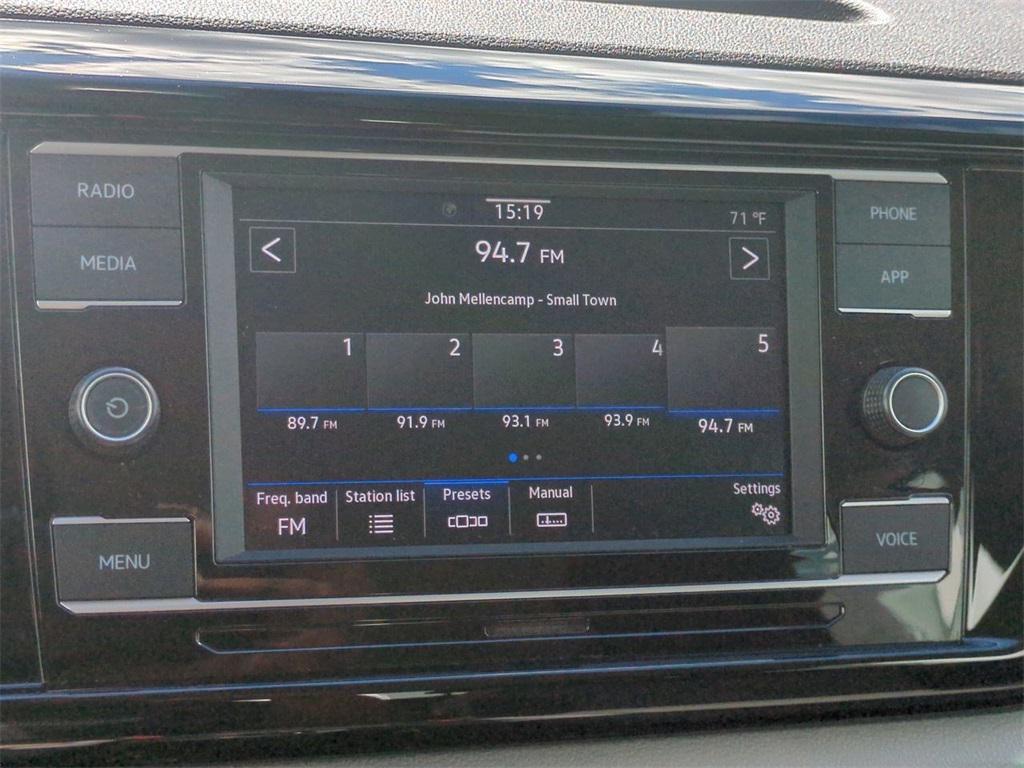 RADIO
MEDIA
PHONE
APP
MENU
VOICE
15:19
71 °F
< 94.7 FM >
John Mellencamp - Small Town
1 2 3 4 5
89.7 FM 91.9 FM 93.1 FM 93.9 FM 94.7 FM
Freq. band Station list Presets Manual Settings
FM